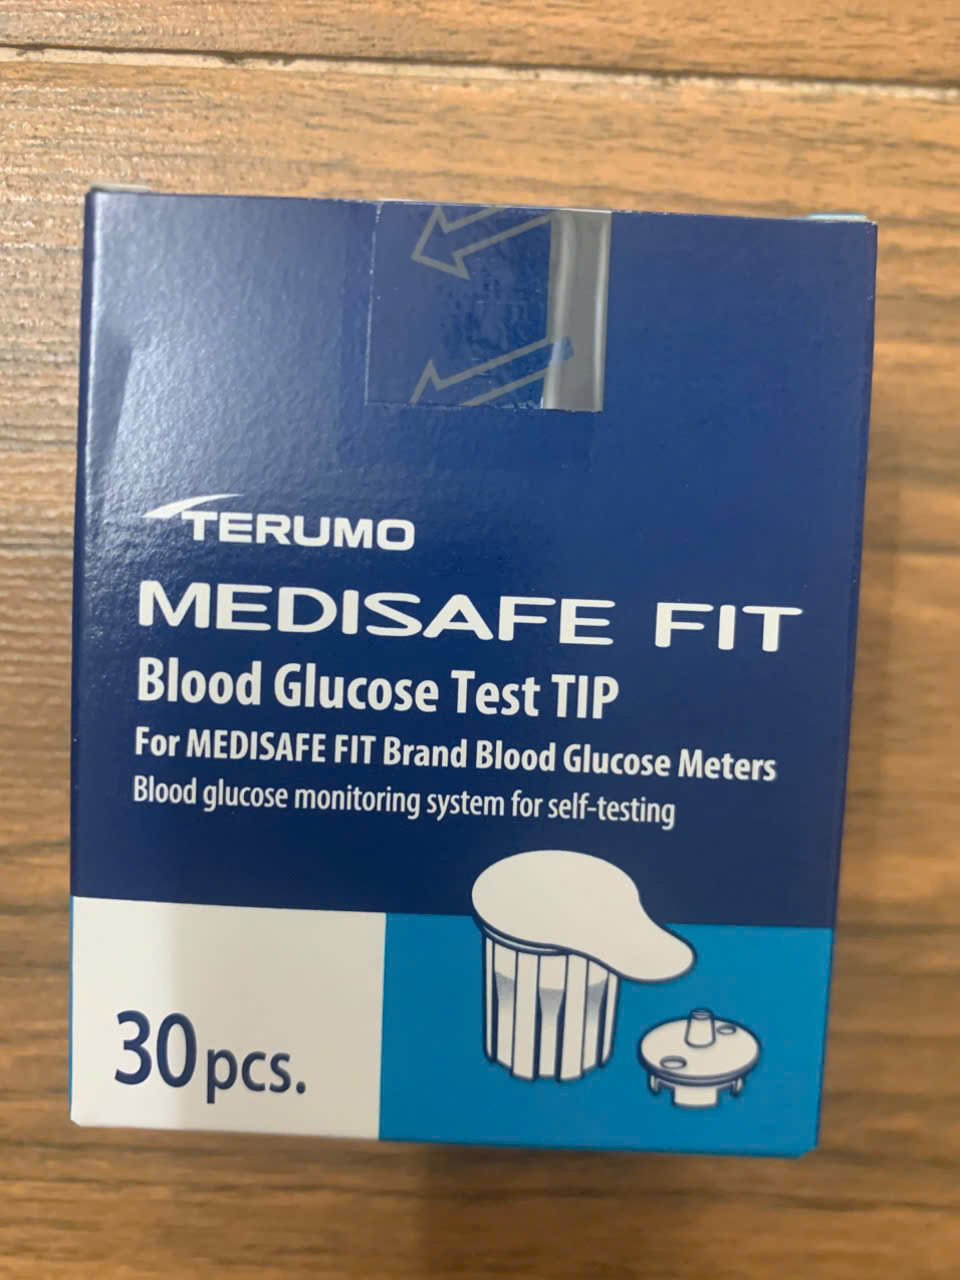 TERUMO
MEDISAFE FIT
Blood Glucose Test TIP
For MEDISAFE FIT Brand Blood Glucose Meters
Blood glucose monitoring system for self-testing
30pcs.